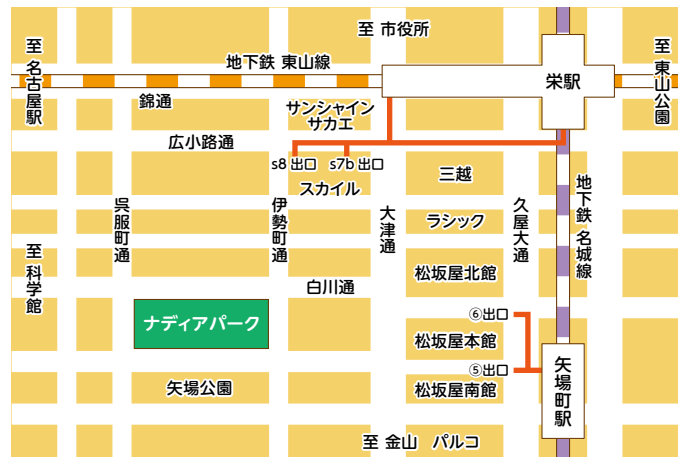 至 市役所
地下鉄 東山線
至 名古屋駅
栄駅
至 東山公園
錦通
サンシャイン
サカエ
広小路通
s8 出口
s7b 出口
スカイル
三越
呉服町通
伊勢町通
大津通
久屋大通
地下鉄 名城線
ラシック
至 科学館
松坂屋北館
白川通
ナディアパーク
⑥出口
松坂屋本館
⑤出口
矢場町駅
矢場公園
松坂屋南館
至 金山 パルコ